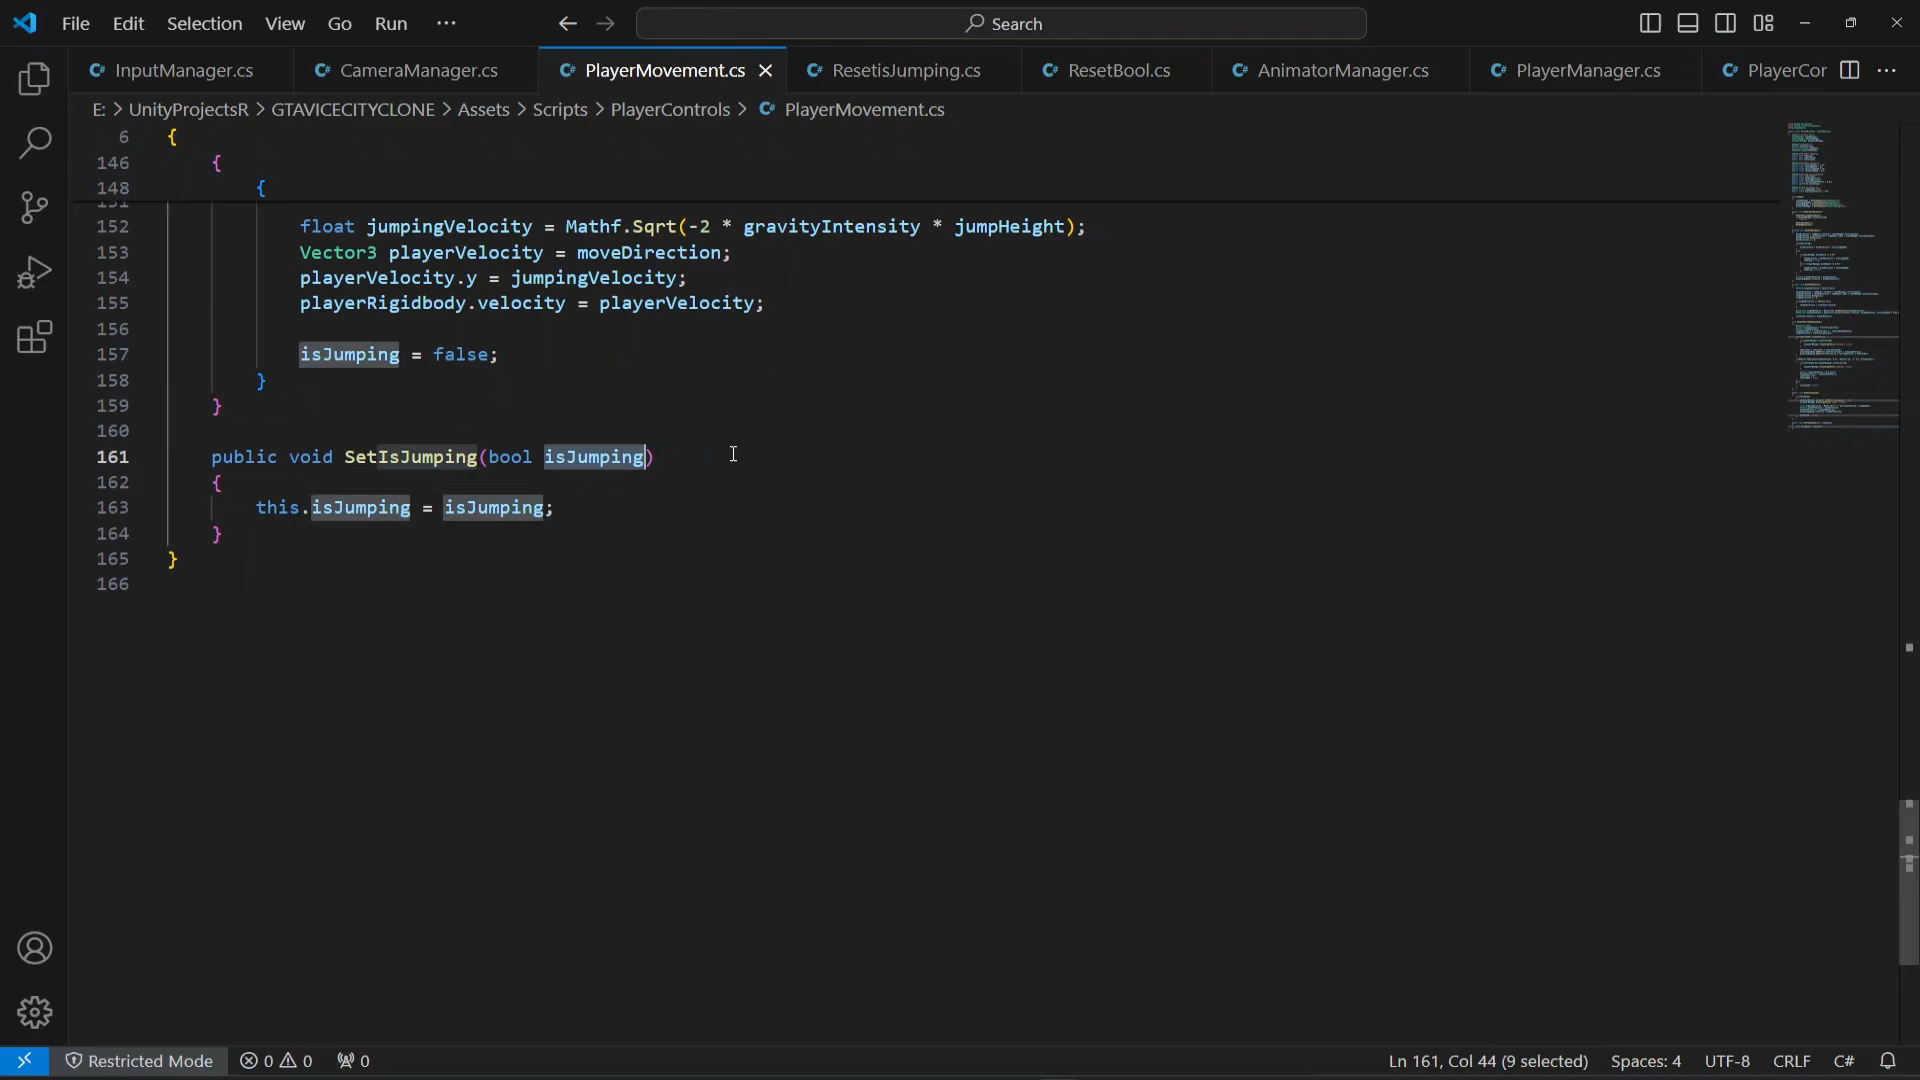 File Edit Selection View Go Run ··· Search
InputManager.cs CameraManager.cs PlayerMovement.cs ResetisJumping.cs ResetBool.cs AnimatorManager.cs PlayerManager.cs PlayerCor
E: > UnityProjectsR > GTAVICECITYCLONE > Assets > Scripts > PlayerControls > PlayerMovement.cs
6 {
146 {
148 {
151
152 float jumpingVelocity = Mathf.Sqrt(-2 * gravityIntensity * jumpHeight);
153 Vector3 playerVelocity = moveDirection;
154 playerVelocity.y = jumpingVelocity;
155 playerRigidbody.velocity = playerVelocity;
156
157 isJumping = false;
158 }
159 }
160
161 public void SetIsJumping(bool isJumping)
162 {
163 this.isJumping = isJumping;
164 }
165 }
166
Restricted Mode 0 0 0 Ln 161, Col 44 (9 selected) Spaces: 4 UTF-8 CRLF C#